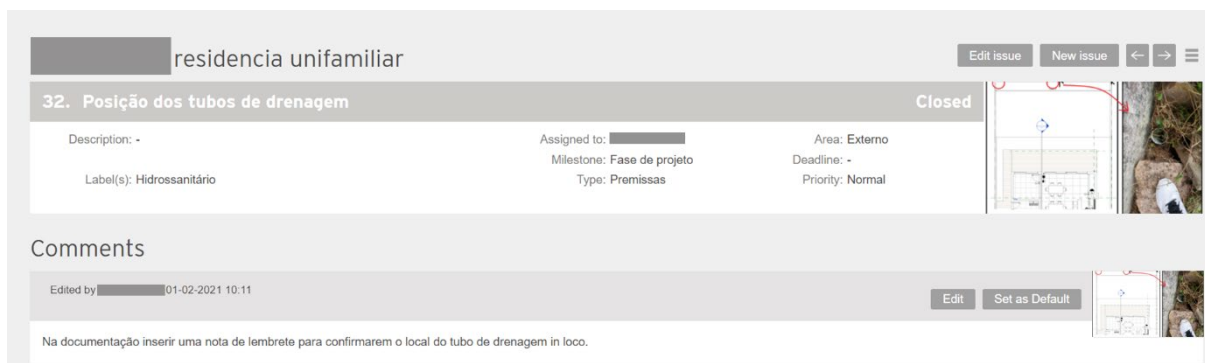 residencia unifamiliar
Edit issue New issue
32. Posição dos tubos de drenagem Closed
Description: - Assigned to: Area: Externo
Milestone: Fase de projeto Deadline: -
Label(s): Hidrossanitário Type: Premissas Priority: Normal
Comments
Edited by 01-02-2021 10:11
Edit Set as Default
Na documentação inserir uma nota de lembrete para confirmarem o local do tubo de drenagem in loco.